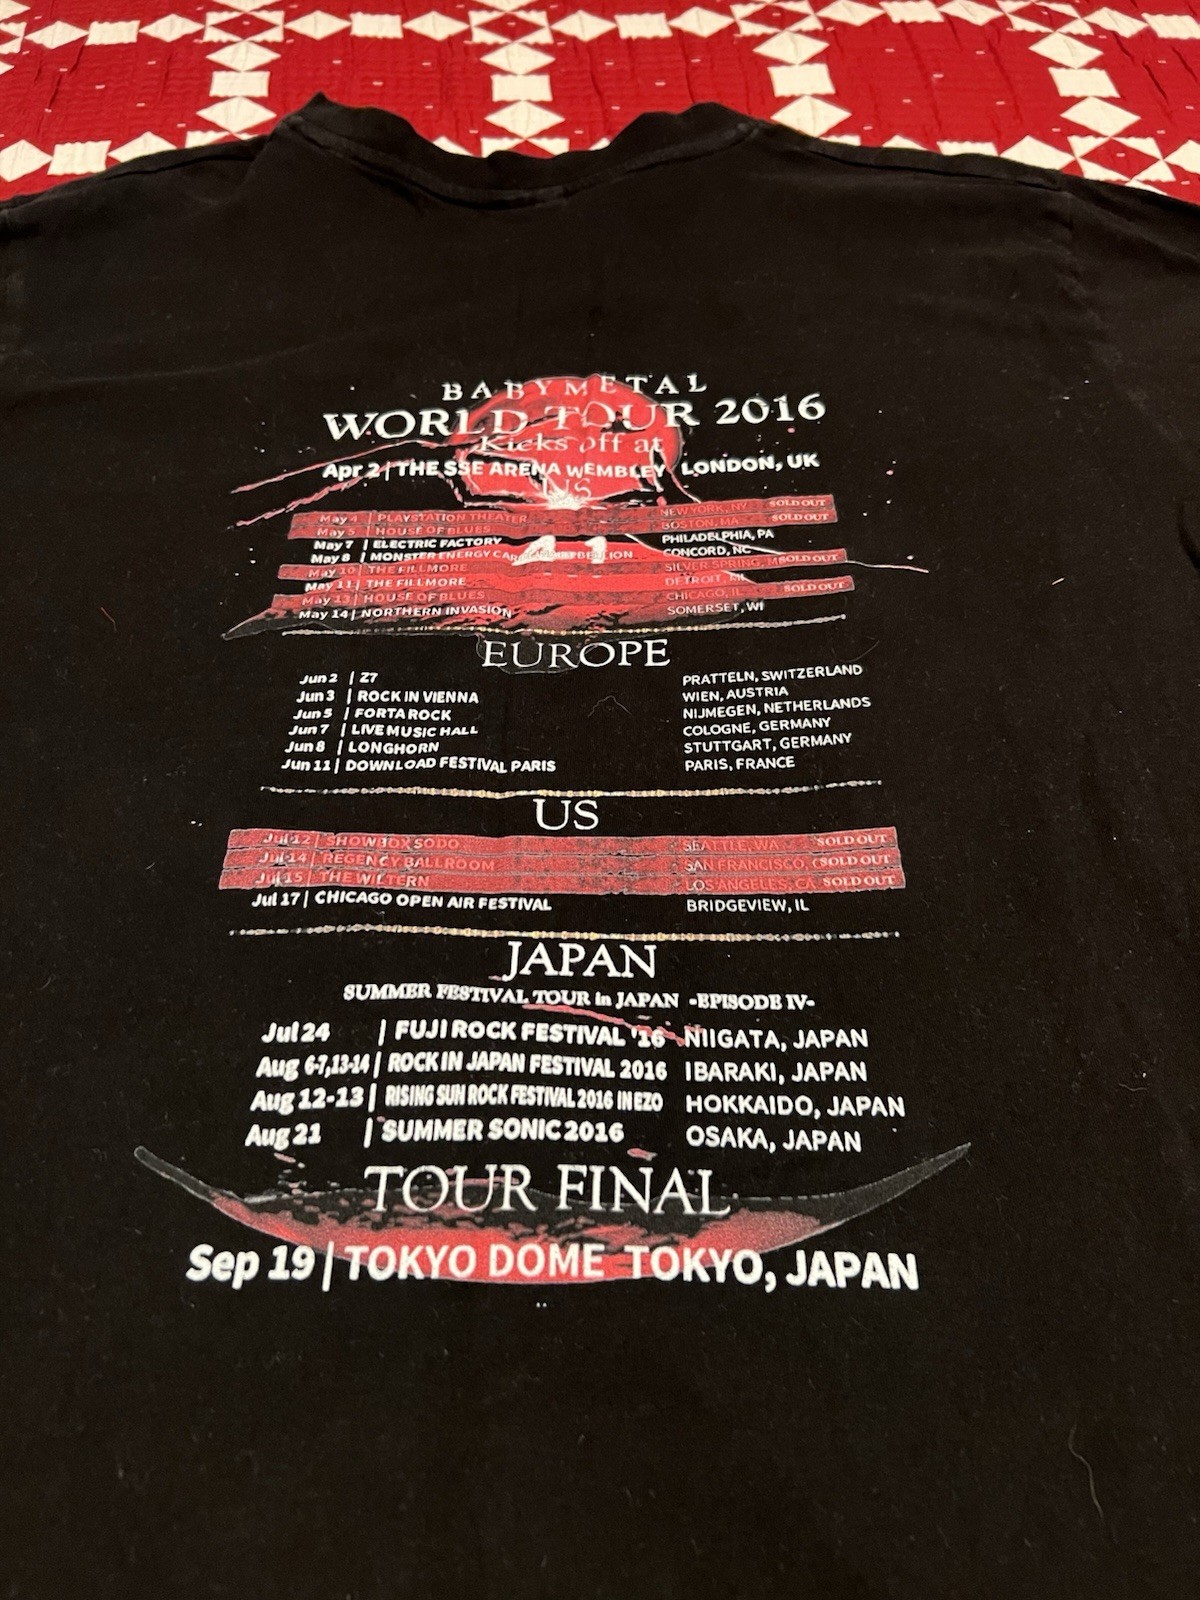 BABYMETAL
WORLD TOUR 2016
Kicks off at
Apr 2 | THE SSE ARENA WEMBLEY LONDON, UK
US
May 4 | PLAYSTATION THEATER NEW YORK, NY SOLD OUT
May 5 | HOUSE OF BLUES BOSTON, MA SOLD OUT
May 7 | ELECTRIC FACTORY PHILADELPHIA, PA
May 8 | MONSTER ENERGY CAROLINA REBELLION CONCORD, NC
May 10 | THE FILLMORE SILVER SPRING, M SOLD OUT
May 11 | THE FILLMORE DETROIT, MI
May 13 | HOUSE OF BLUES CHICAGO, IL SOLD OUT
May 14 | NORTHERN INVASION SOMERSET, WI
EUROPE
Jun 2 | Z7 PRATTELN, SWITZERLAND
Jun 3 | ROCK IN VIENNA WIEN, AUSTRIA
Jun 5 | FORTAROCK NIJMEGEN, NETHERLANDS
Jun 7 | LIVE MUSIC HALL COLOGNE, GERMANY
Jun 8 | LONGHORN STUTTGART, GERMANY
Jun 11 | DOWNLOAD FESTIVAL PARIS PARIS, FRANCE
US
Jul 12 | SHOWBOX SODO SEATTLE, WA SOLD OUT
Jul 14 | REGENCY BALLROOM SAN FRANCISCO, C SOLD OUT
Jul 15 | THE WILTERN LOS ANGELES, CA SOLD OUT
Jul 17 | CHICAGO OPEN AIR FESTIVAL BRIDGEVIEW, IL
JAPAN
SUMMER FESTIVAL TOUR in JAPAN -EPISODE IV-
Jul 24 | FUJI ROCK FESTIVAL '16 NIIGATA, JAPAN
Aug 6-7,13-14 | ROCK IN JAPAN FESTIVAL 2016 IBARAKI, JAPAN
Aug 12-13 | RISING SUN ROCK FESTIVAL 2016 IN EZO HOKKAIDO, JAPAN
Aug 21 | SUMMER SONIC 2016 OSAKA, JAPAN
TOUR FINAL
Sep 19 | TOKYO DOME TOKYO, JAPAN